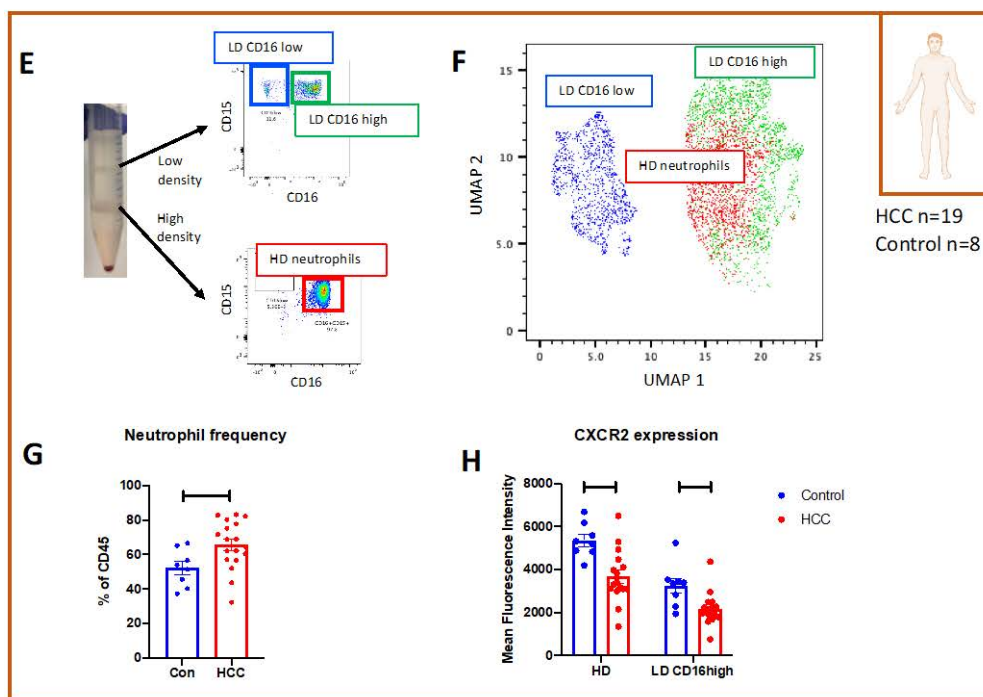 E
LD CD16 low
CD15
LD CD16 high
CD16
Low
density
High
density
HD neutrophils
CD15
CD16
F
LD CD16 high
LD CD16 low
HD neutrophils
UMAP 2
15
10
5.0
0
0
5.0
10
15
20
25
UMAP 1
HCC n=19
Control n=8
G
Neutrophil frequency
% of CD45
100
80
60
40
20
0
Con
HCC
H
CXCR2 expression
Mean Fluorescence Intensity
8000
6000
4000
2000
0
HD
LD CD16high
Control
HCC